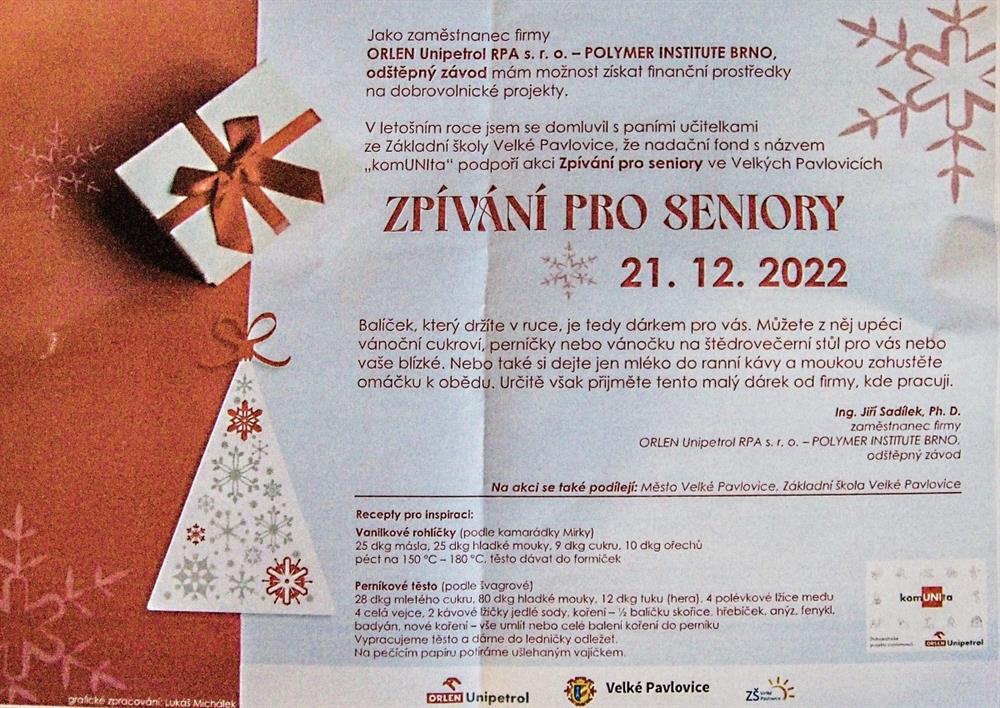 Jako zaměstnanec firmy
ORLEN Unipetrol RPA s. r. o. – POLYMER INSTITUTE BRNO,
odštěpný závod mám možnost získat finanční prostředky
na dobrovolnické projekty.
V letošním roce jsem se domluvil s paními učitelkami
ze Základní školy Velké Pavlovice, že nadační fond s názvem
„komUNIta“ podpoří akci Zpívání pro seniory ve Velkých Pavlovicích
ZPÍVÁNÍ PRO SENIORY
21. 12. 2022
Balíček, který držíte v ruce, je tedy dárkem pro vás. Můžete z něj upéci
vánoční cukroví, perníčky nebo vánočku na štědrovečerní stůl pro vás nebo
vaše blízké. Nebo také si dejte jen mléko do ranní kávy a moukou zahustěte
omáčku k obědu. Určitě však přijměte tento malý dárek od firmy, kde pracuji.
Ing. Jiří Sadílek, Ph. D.
zaměstnanec firmy
ORLEN Unipetrol RPA s. r. o. – POLYMER INSTITUTE BRNO,
odštěpný závod
Na akci se také podílejí: Město Velké Pavlovice, Základní škola Velké Pavlovice
Recepty pro inspiraci:
Vanilkové rohlíčky (podle kamarádky Mirky)
25 dkg másla, 25 dkg hladké mouky, 9 dkg cukru, 10 dkg ořechů
péct na 150 °C – 180 °C, těsto dávat do formiček
Perníkové těsto (podle švagrové)
28 dkg mletého cukru, 80 dkg hladké mouky, 12 dkg tuku (hera), 4 polévkové lžíce medu
4 celá vejce, 2 kávové lžičky jedlé sody, koření – ½ balíčku skořice, hřebíček, anýz, fenykl,
badyán, nové koření – vše umlít nebo celé balení koření do perníku
Vypracujeme těsto a dáme do ledničky odležet.
Na pečícím papíru potíráme ušlehaným vajíčkem.
komUNIta
ORLEN Unipetrol
grafické zpracování: Lukáš Michálek
ORLEN Unipetrol
Velké Pavlovice
ZŠ Velké Pavlovice